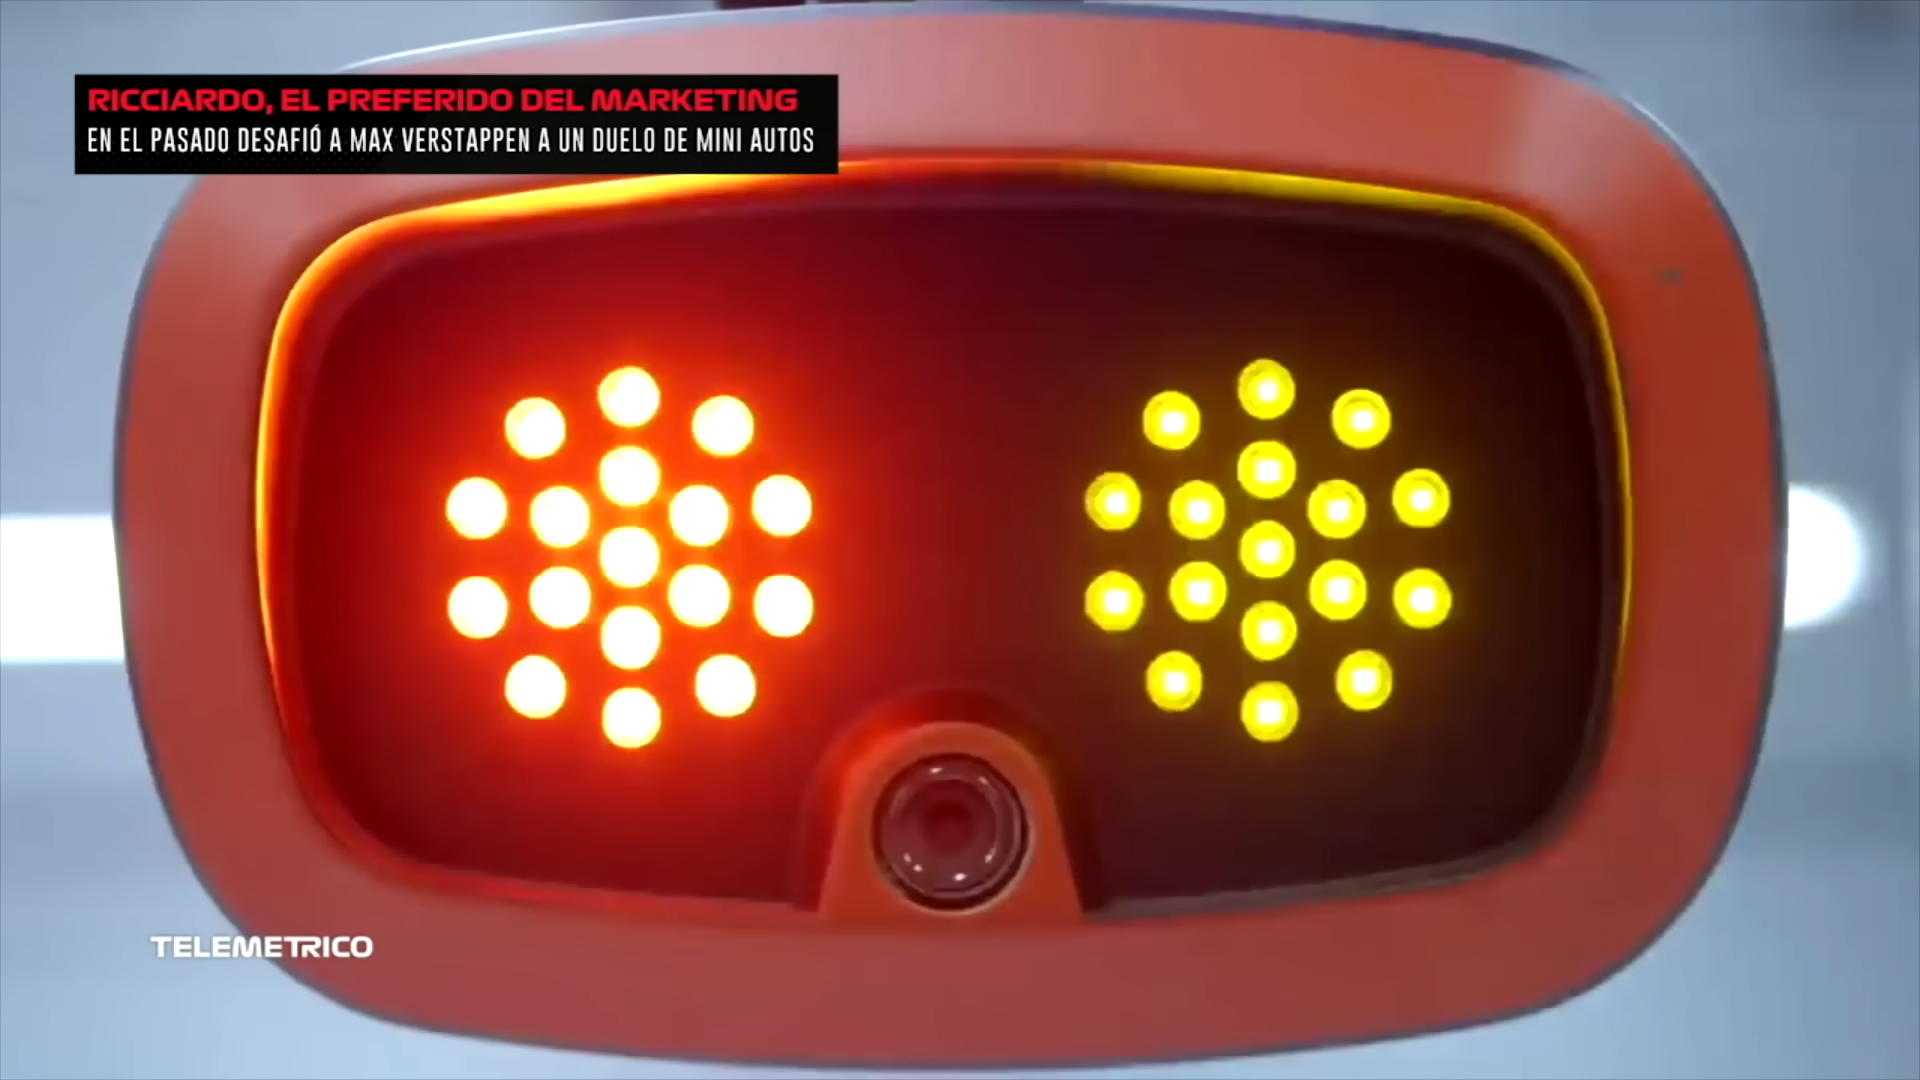 RICCIARDO, EL PREFERIDO DEL MARKETING
EN EL PASADO DESAFIÓ A MAX VERSTAPPEN A UN DUELO DE MINI AUTOS
TELEMETRICO